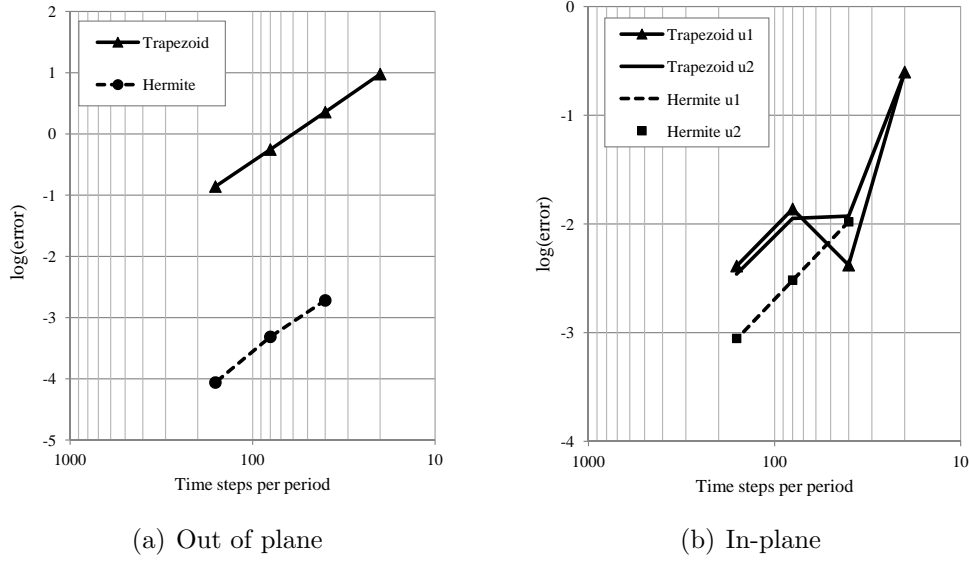 2
1
0
-1
-2
-3
-4
-5
log(error)
Trapezoid
Hermite
1000 100 10
Time steps per period
(a) Out of plane
0
-1
-2
-3
-4
log(error)
Trapezoid u1
Trapezoid u2
Hermite u1
Hermite u2
1000 100 10
Time steps per period
(b) In-plane